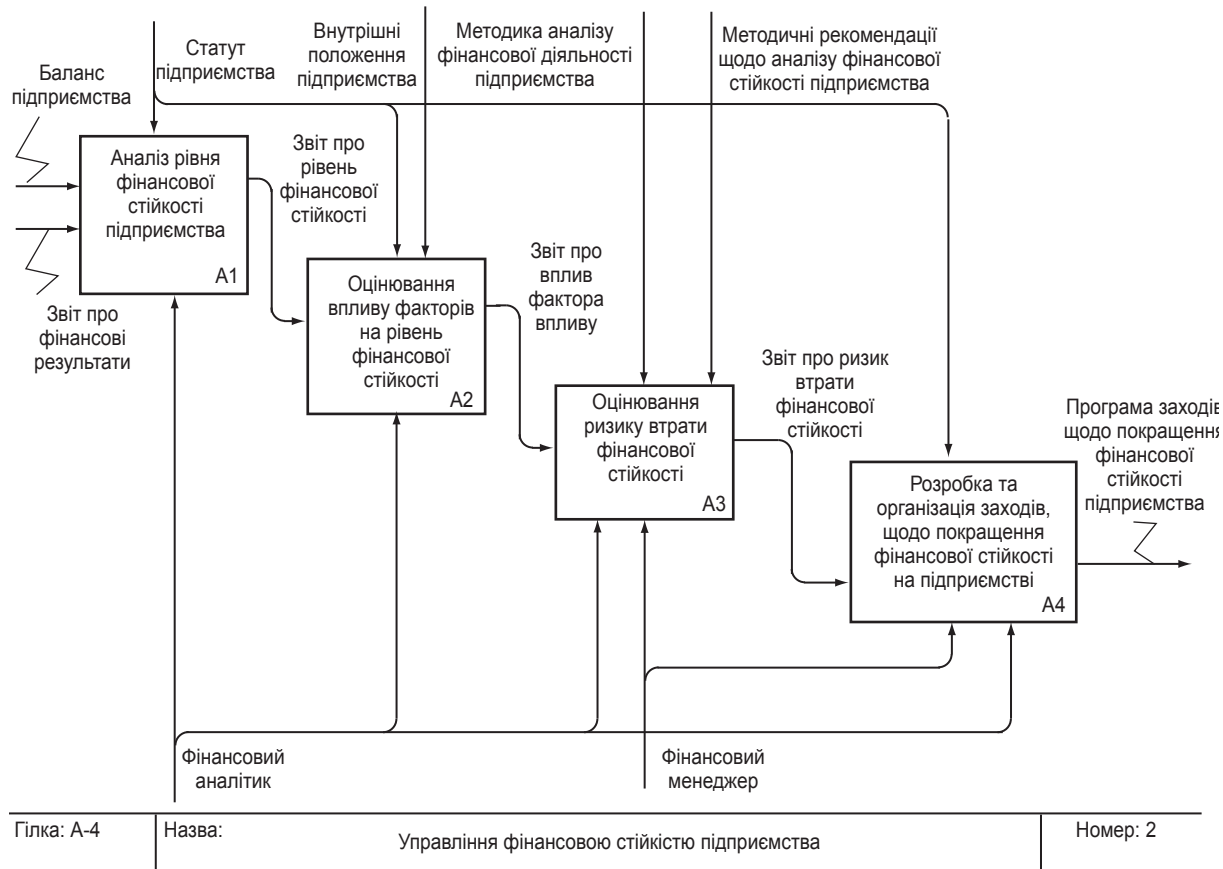 Баланс
підприємства
Статут
підприємства
Внутрішні
положення
підприємства
Методика аналізу
фінансової діяльності
підприємства
Методичні рекомендації
щодо аналізу фінансової
стійкості підприємства
Аналіз рівня
фінансової
стійкості
підприємства
A1
Звіт про
рівень
фінансової
стійкості
Звіт про
фінансові
результати
Оцінювання
впливу факторів
на рівень
фінансової
стійкості
A2
Звіт про
вплив
фактора
впливу
Оцінювання
ризику втрати
фінансової
стійкості
A3
Звіт про ризик
втрати
фінансової
стійкості
Розробка та
організація заходів,
щодо покращення
фінансової стійкості
на підприємстві
A4
Програма заходів
щодо покращення
фінансової
стійкості
підприємства
Фінансовий
аналітик
Фінансовий
менеджер
Гілка: А-4
Назва:
Управління фінансовою стійкістю підприємства
Номер: 2